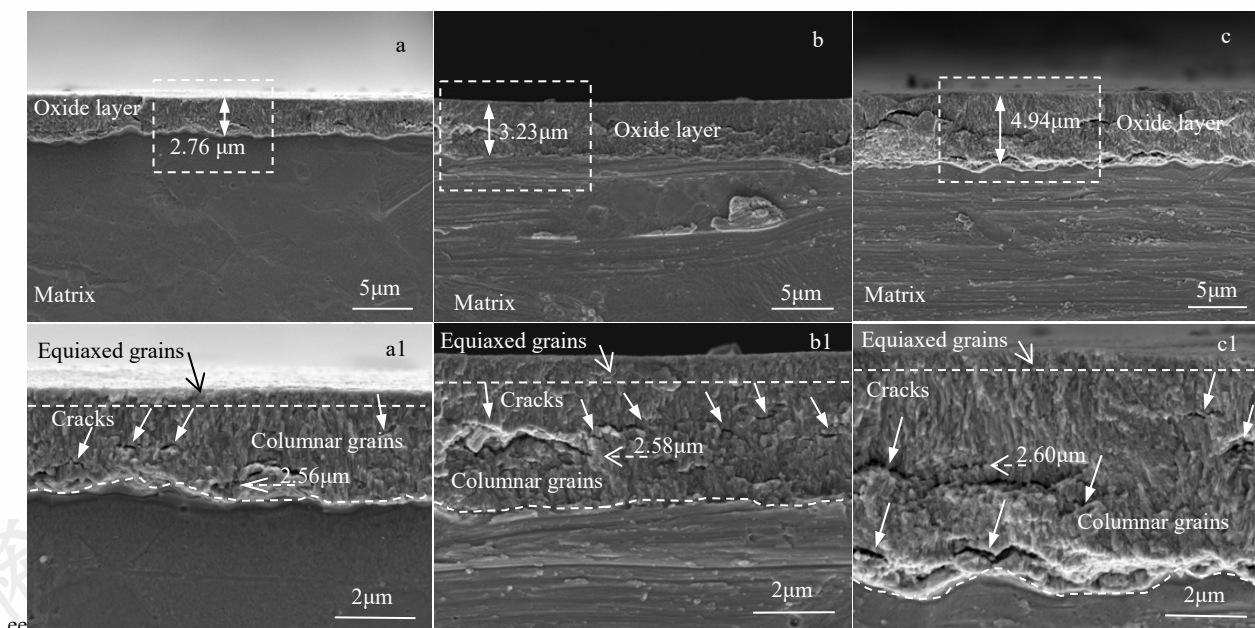 a
Oxide layer
2.76 μm
Matrix
5μm
b
3.23μm
Oxide layer
Matrix
5μm
c
4.94μm
Oxide layer
Matrix
5μm
Equiaxed grains
a1
Cracks
Columnar grains
2.56μm
2μm
Equiaxed grains
b1
Cracks
2.58μm
Columnar grains
2μm
Equiaxed grains
c1
Cracks
2.60μm
Columnar grains
2μm
ee